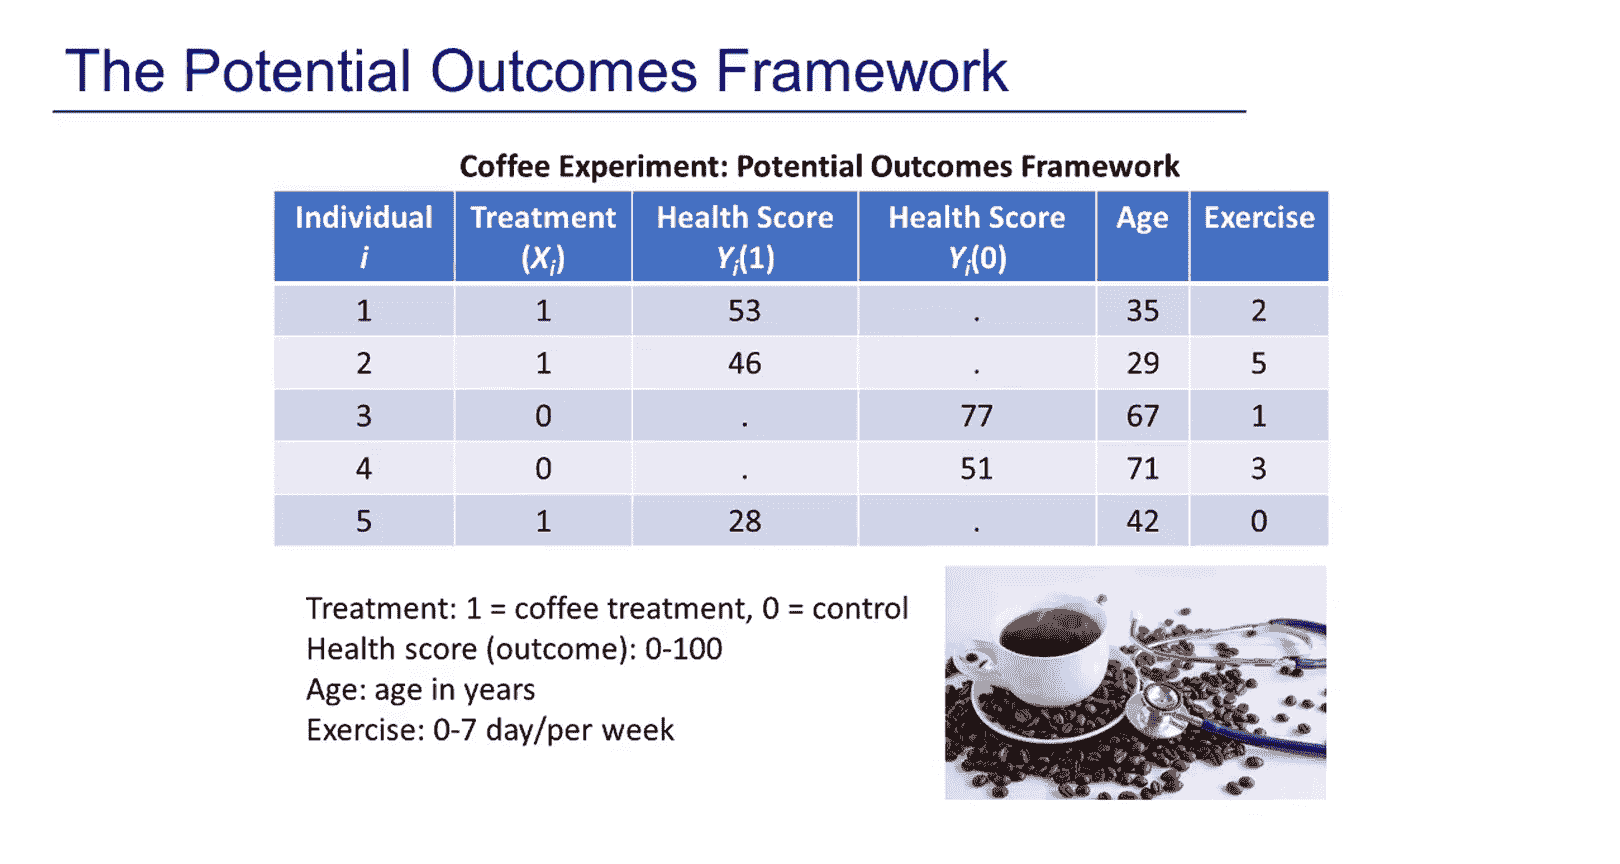 The Potential Outcomes Framework
Coffee Experiment: Potential Outcomes Framework
Individual i Treatment (Xi) Health Score Yi(1) Health Score Yi(0) Age Exercise
1 1 53 . 35 2
2 1 46 . 29 5
3 0 . 77 67 1
4 0 . 51 71 3
5 1 28 . 42 0
Treatment: 1 = coffee treatment, 0 = control
Health score (outcome): 0-100
Age: age in years
Exercise: 0-7 day/per week